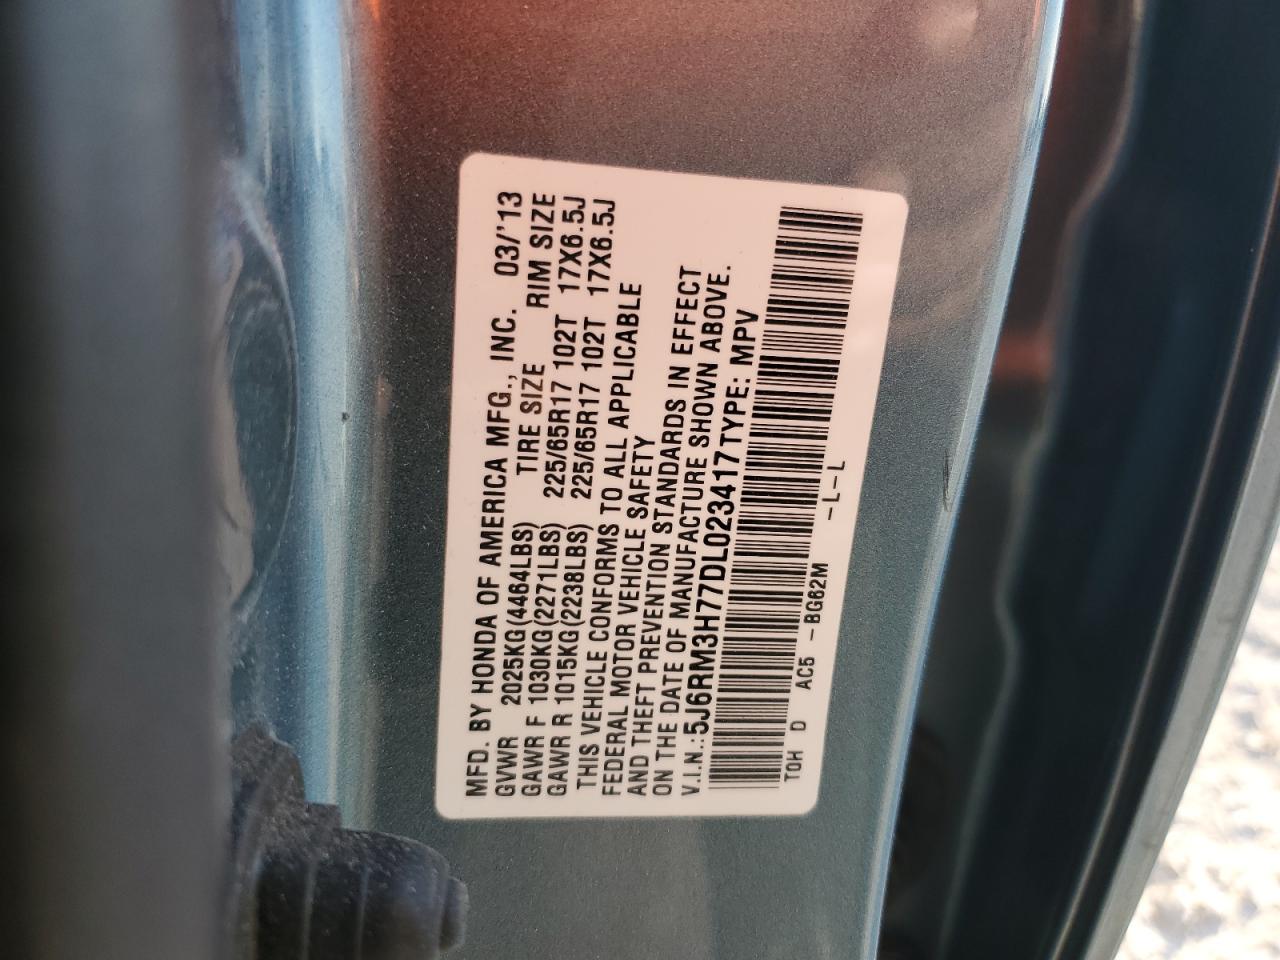 MFD. BY HONDA OF AMERICA MFG., INC. 03/'13
GVWR 2025KG(4464LBS) TIRE SIZE RIM SIZE
GAWR F 1030KG(2271LBS) 225/65R17 102T 17X6.5J
GAWR R 1015KG(2238LBS) 225/65R17 102T 17X6.5J
THIS VEHICLE CONFORMS TO ALL APPLICABLE
FEDERAL MOTOR VEHICLE SAFETY
AND THEFT PREVENTION STANDARDS IN EFFECT
ON THE DATE OF MANUFACTURE SHOWN ABOVE.
V.I.N.:5J6RM3H77DL023417TYPE: MPV
TOH D AC5 -BG62M -L-L